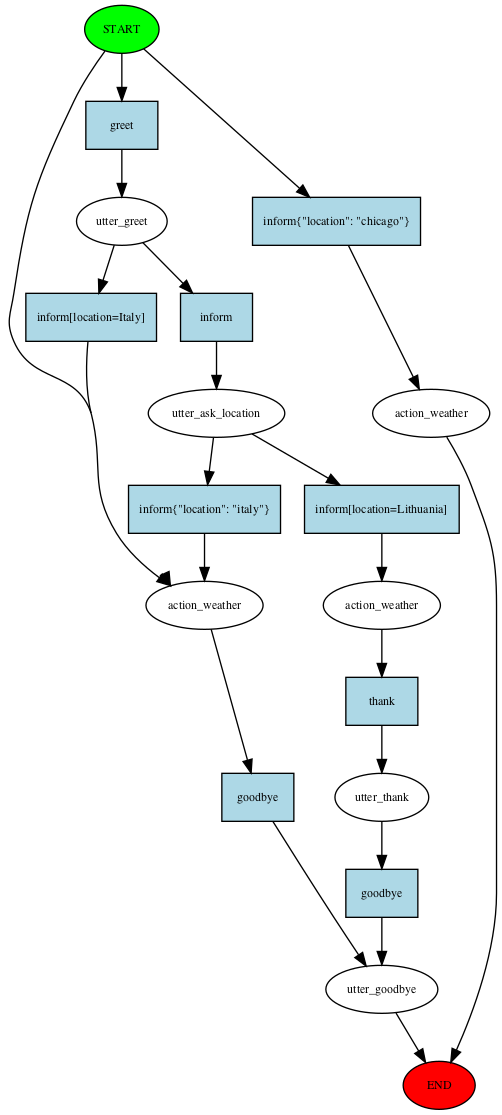 START
greet
utter_greet
inform{"location": "chicago"}
inform[location=Italy]
inform
utter_ask_location
action_weather
inform{"location": "italy"}
inform[location=Lithuania]
action_weather
action_weather
thank
goodbye
utter_thank
goodbye
utter_goodbye
END